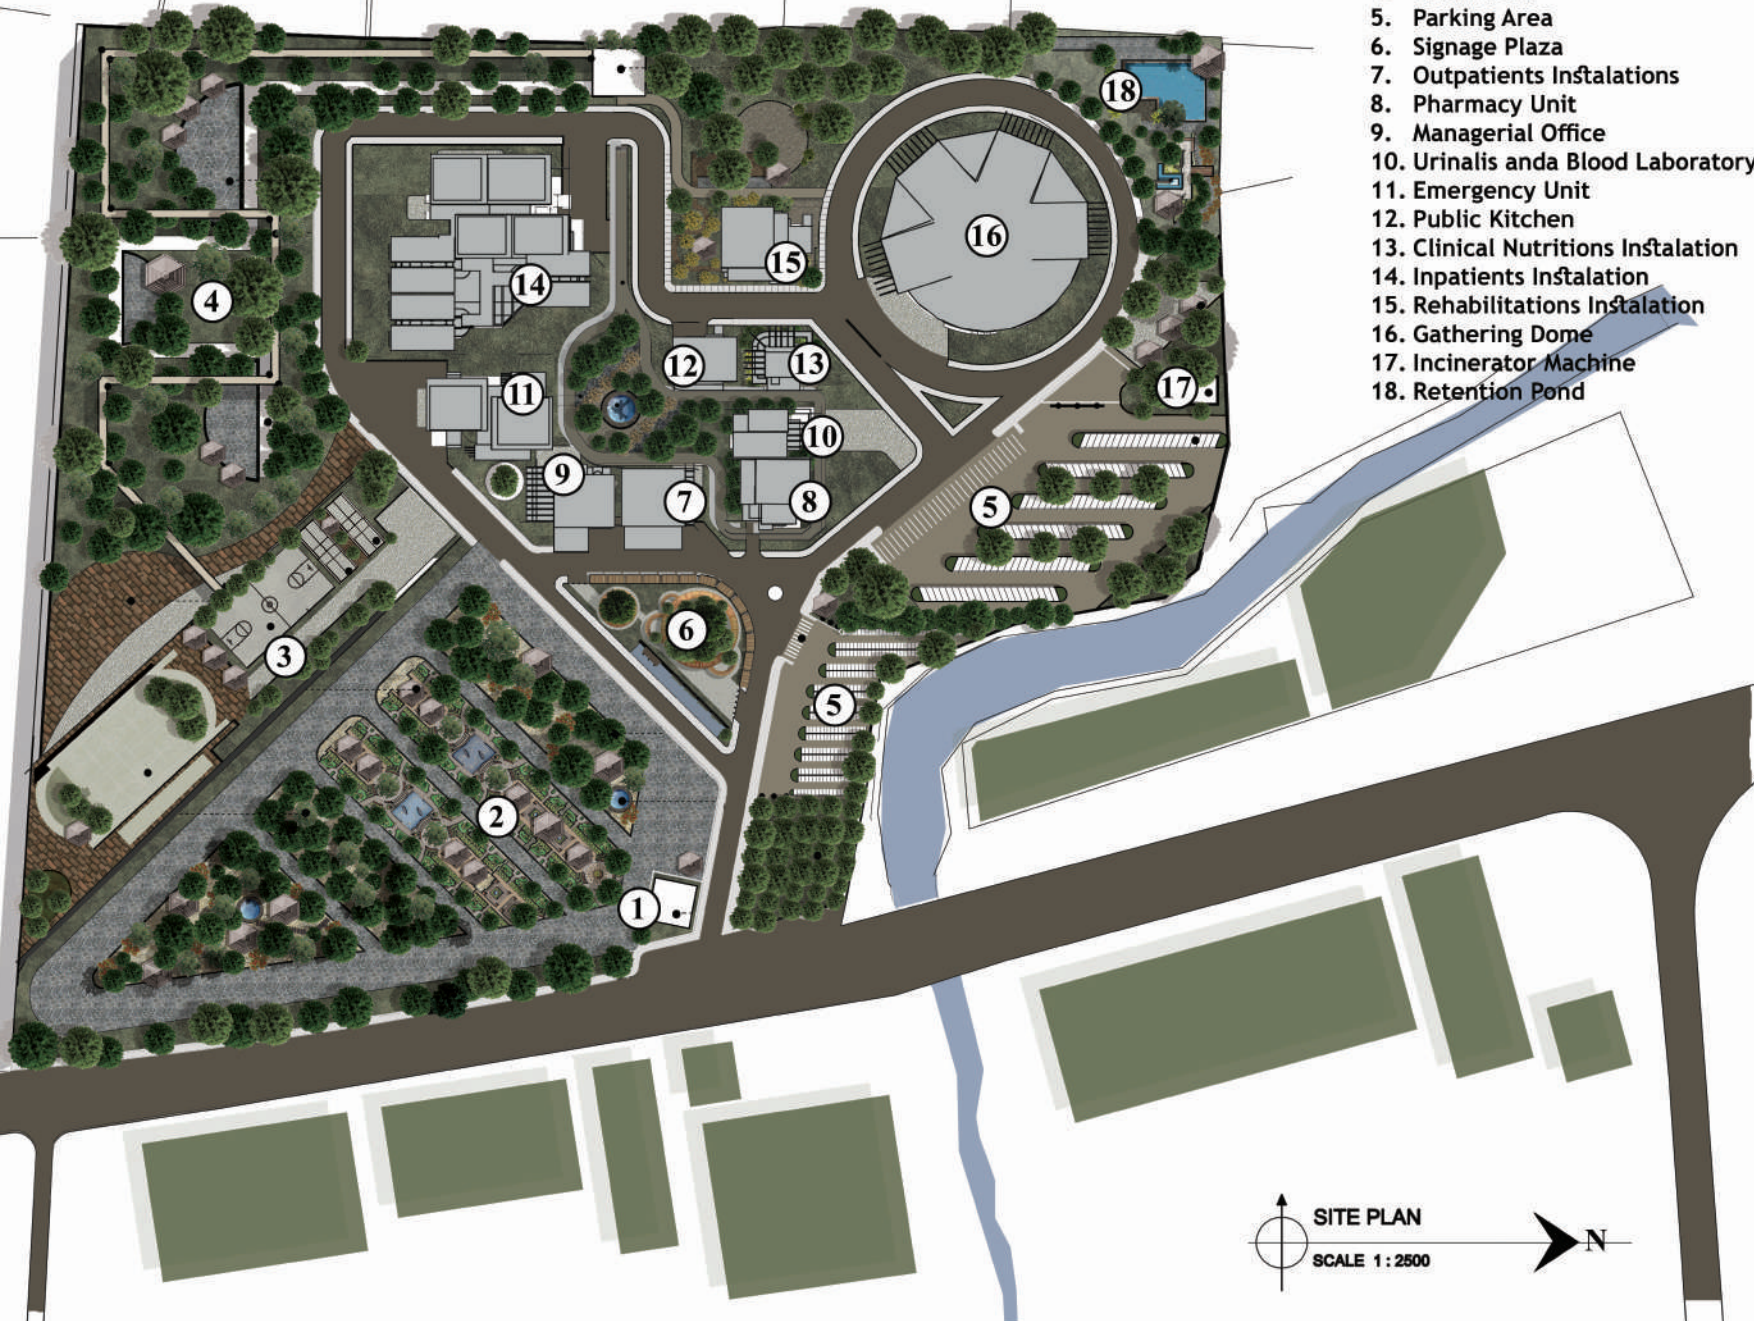 5. Parking Area
6. Signage Plaza
7. Outpatients Instalations
8. Pharmacy Unit
9. Managerial Office
10. Urinalis anda Blood Laboratory
11. Emergency Unit
12. Public Kitchen
13. Clinical Nutritions Instalation
14. Inpatients Instalation
15. Rehabilitations Instalation
16. Gathering Dome
17. Incinerator Machine
18. Retention Pond
18
16
15
14
4
12
13
17
11
10
9
7
8
5
6
3
5
2
1
SITE PLAN
N
SCALE 1 : 2500